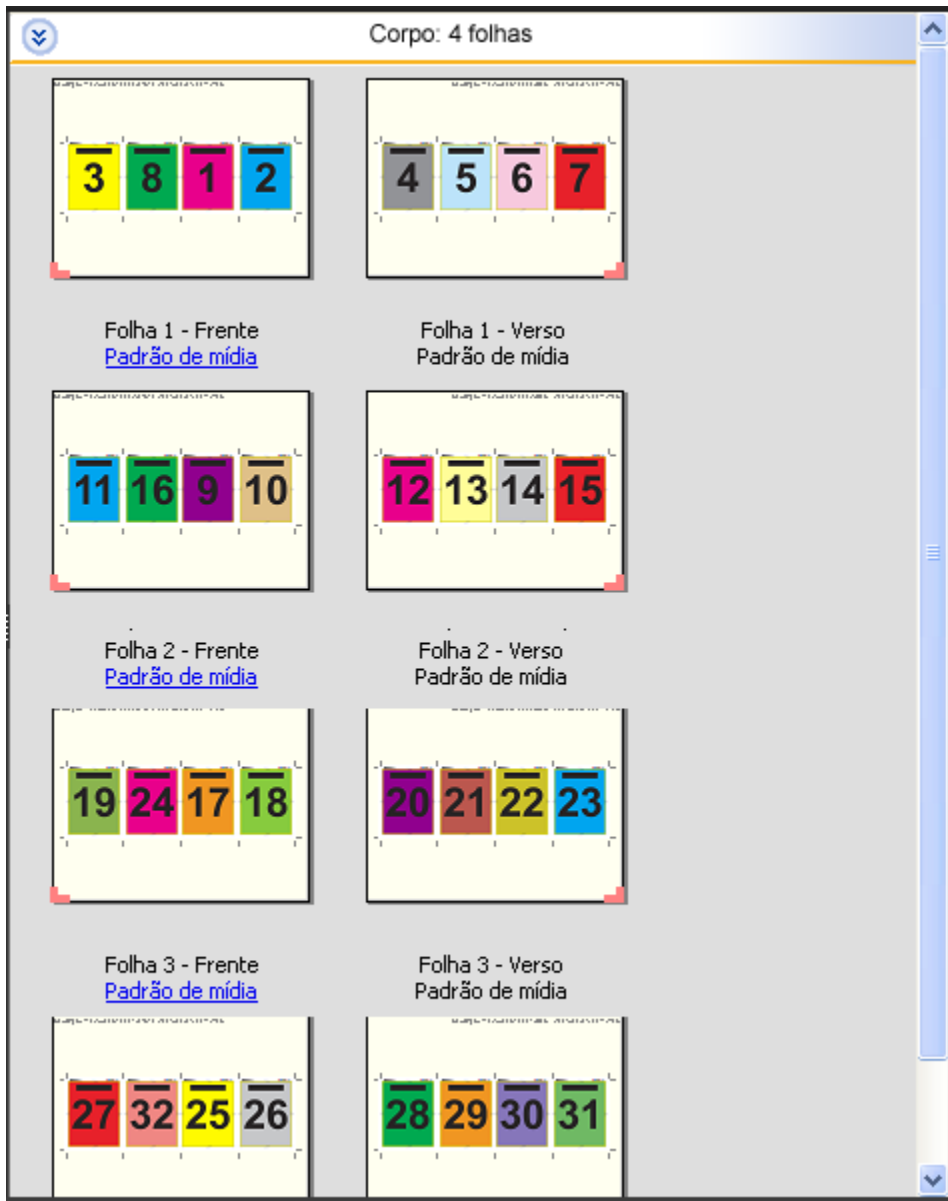 Corpo: 4 folhas
3 8 1 2
4 5 6 7
Folha 1 - Frente
Padrão de mídia
Folha 1 - Verso
Padrão de mídia
11 16 9 10
12 13 14 15
Folha 2 - Frente
Padrão de mídia
Folha 2 - Verso
Padrão de mídia
19 24 17 18
20 21 22 23
Folha 3 - Frente
Padrão de mídia
Folha 3 - Verso
Padrão de mídia
27 32 25 26
28 29 30 31